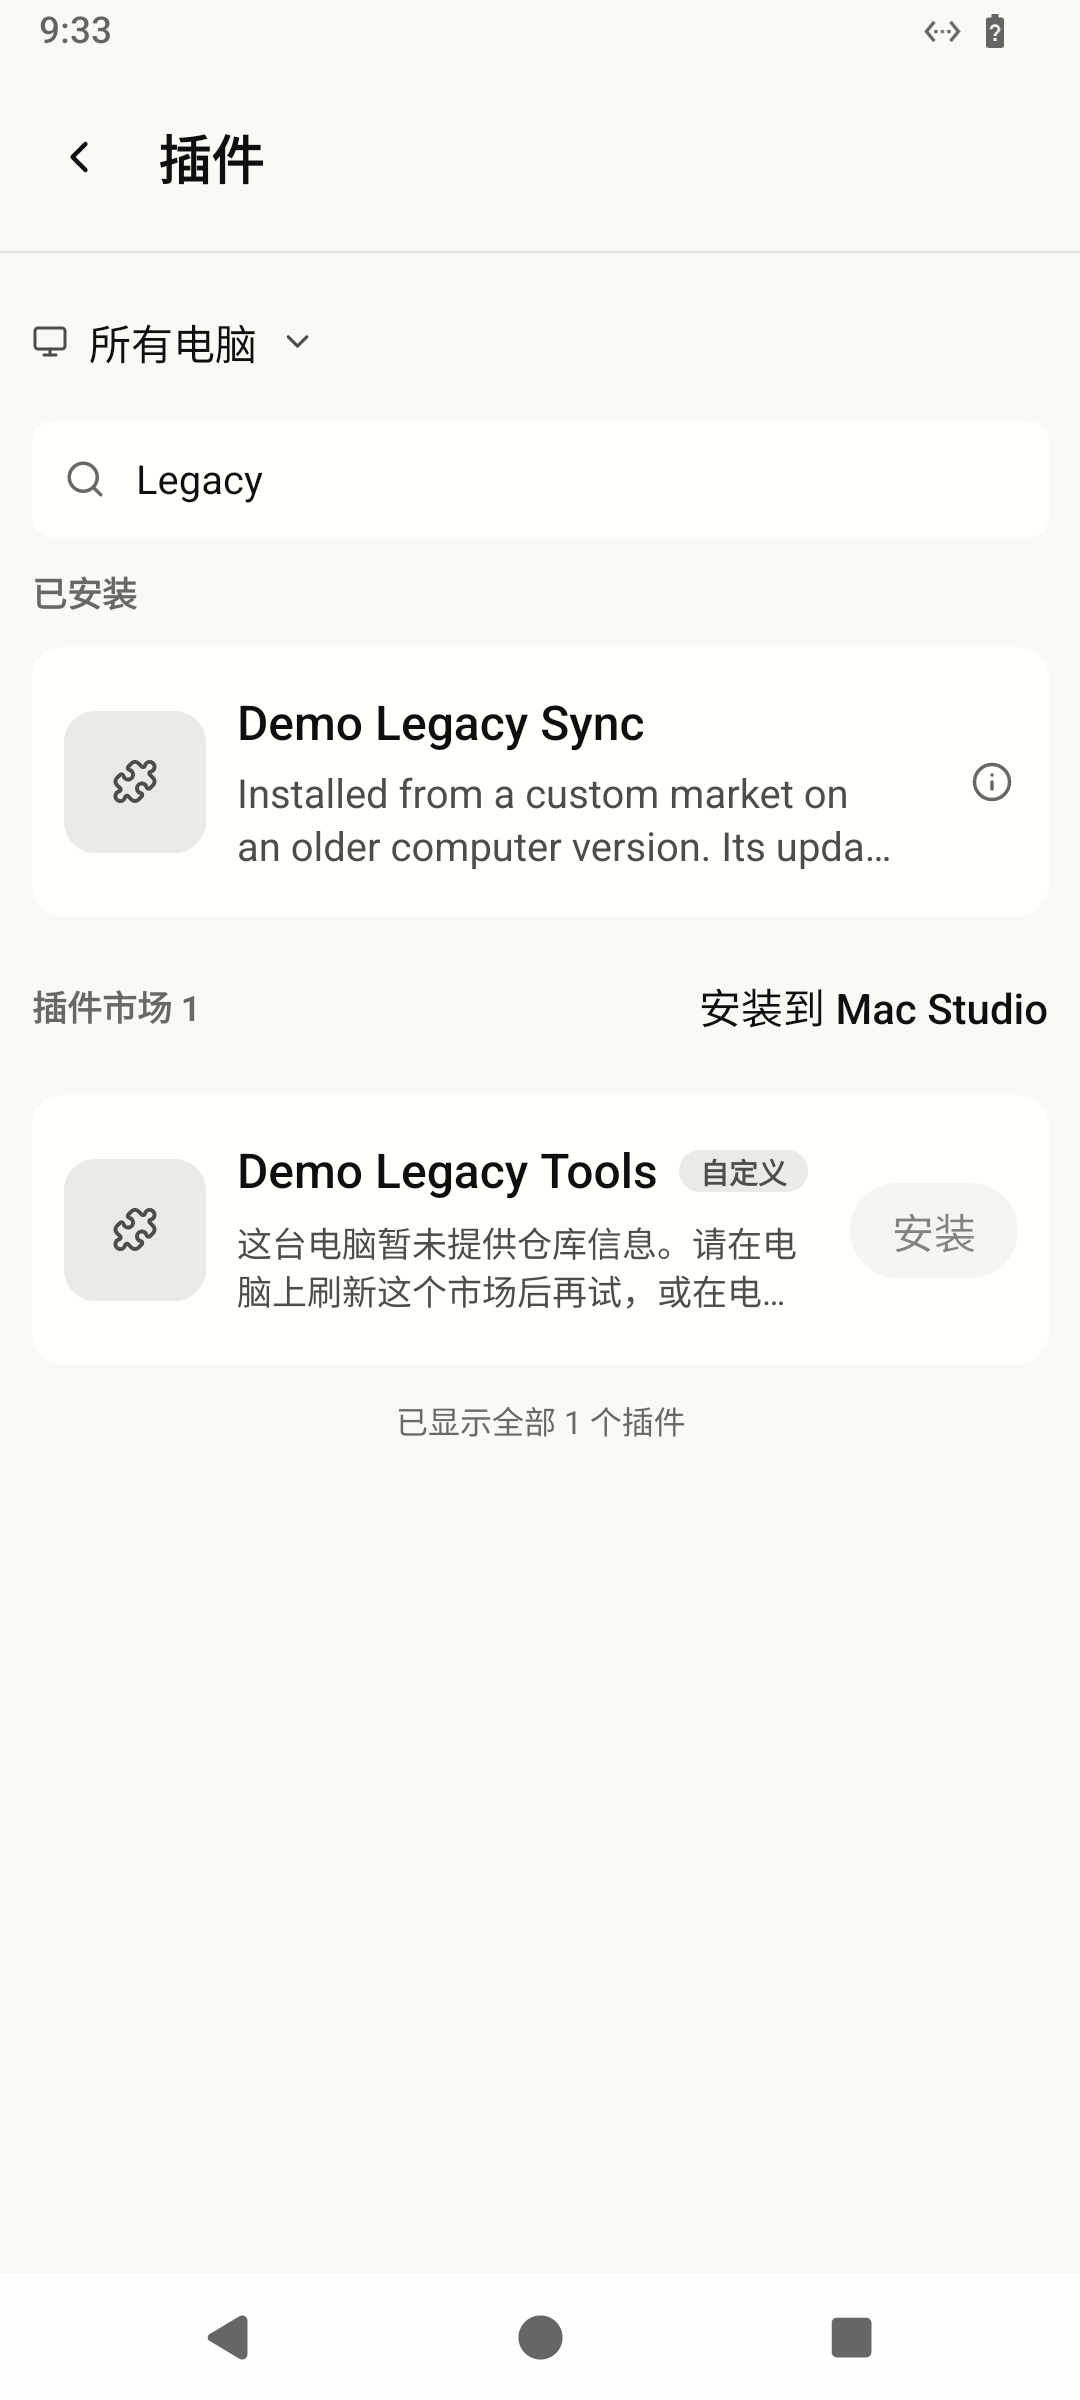 9:33
插件
所有电脑
Legacy
已安装
Demo Legacy Sync
Installed from a custom market on
an older computer version. Its upda...
插件市场 1
安装到 Mac Studio
Demo Legacy Tools 自定义
这台电脑暂未提供仓库信息。请在电
脑上刷新这个市场后再试，或在电...
安装
已显示全部 1 个插件